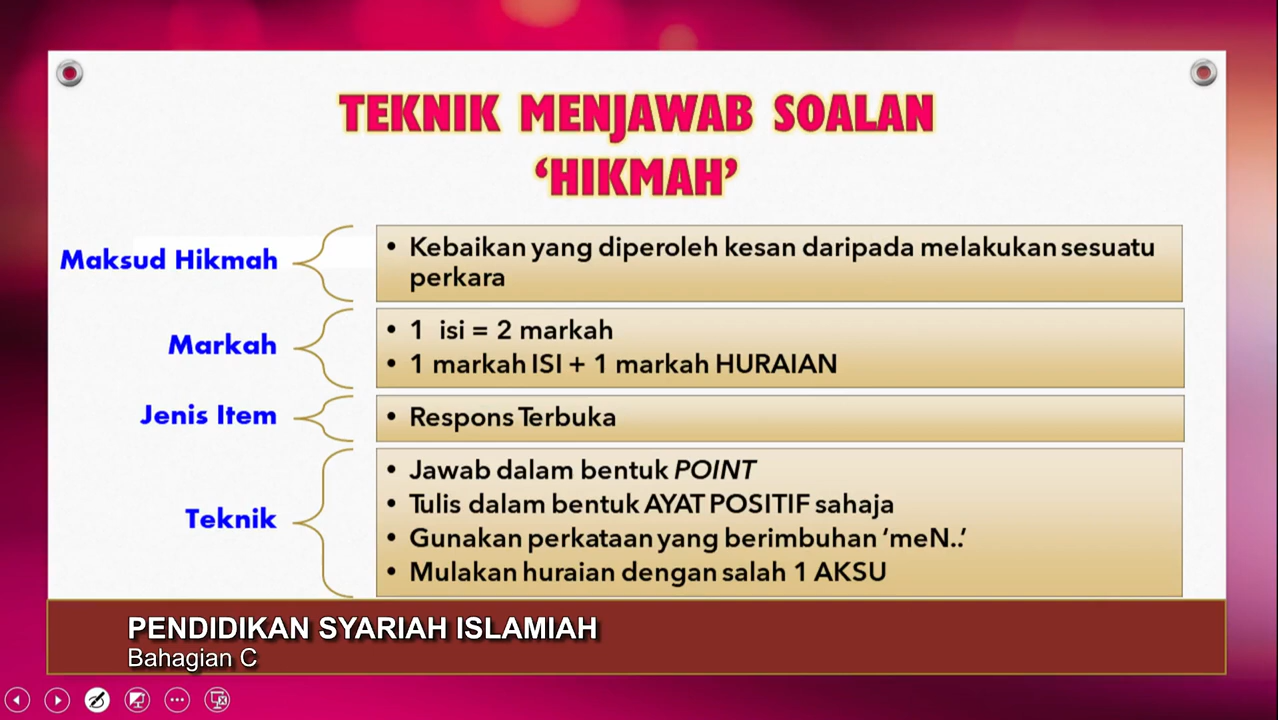 TEKNIK MENJAWAB SOALAN
‘HIKMAH’
Maksud Hikmah
• Kebaikan yang diperoleh kesan daripada melakukan sesuatu
perkara
Markah
• 1 isi = 2 markah
• 1 markah ISI + 1 markah HURAIAN
Jenis Item
• Respons Terbuka
Teknik
• Jawab dalam bentuk POINT
• Tulis dalam bentuk AYAT POSITIF sahaja
• Gunakan perkataan yang berimbuhan ‘meN..’
• Mulakan huraian dengan salah 1 AKSU
PENDIDIKAN SYARIAH ISLAMIAH
Bahagian C